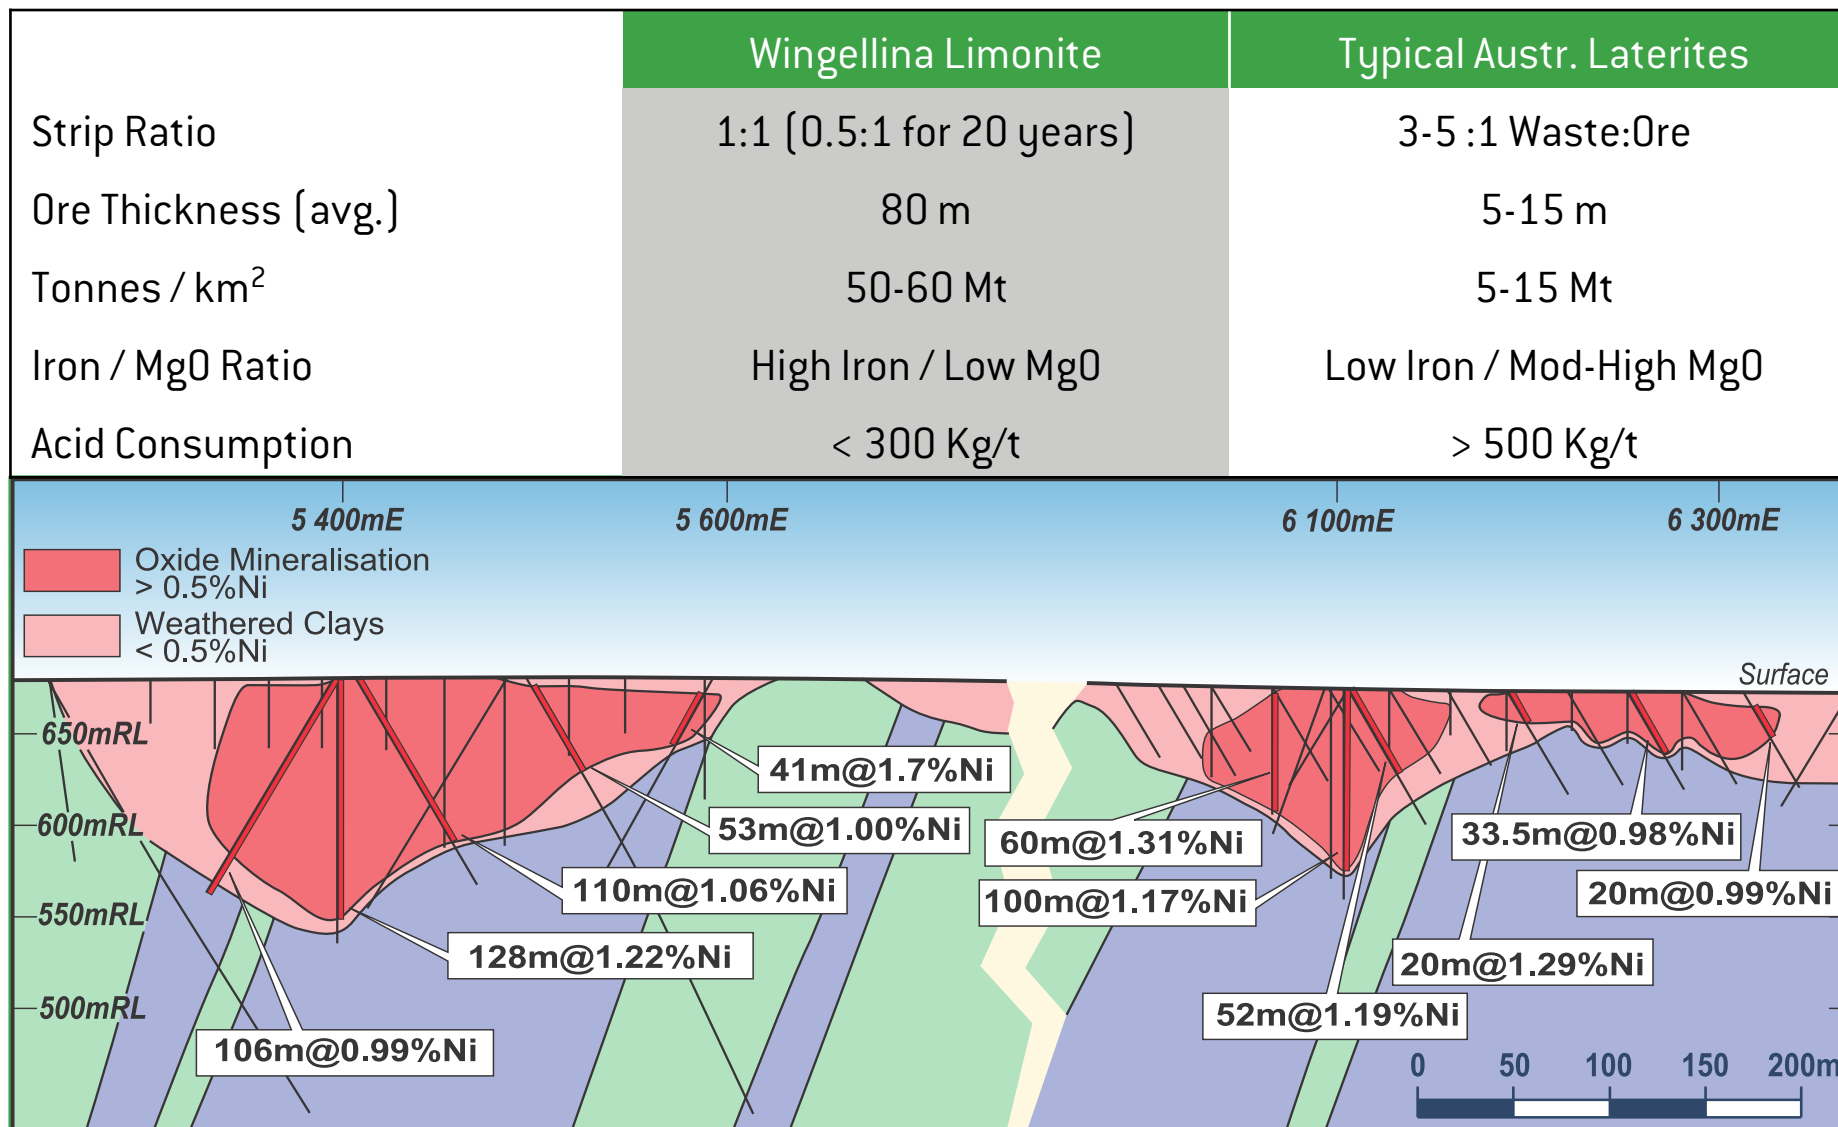 Wingellina Limonite Typical Austr. Laterites
Strip Ratio 1:1 (0.5:1 for 20 years) 3-5 :1 Waste:Ore
Ore Thickness (avg.) 80 m 5-15 m
Tonnes / km² 50-60 Mt 5-15 Mt
Iron / MgO Ratio High Iron / Low MgO Low Iron / Mod-High MgO
Acid Consumption < 300 Kg/t > 500 Kg/t
5 400mE 5 600mE 6 100mE 6 300mE
Oxide Mineralisation
> 0.5%Ni
Weathered Clays
< 0.5%Ni
Surface
650mRL
41m@1.7%Ni
600mRL
53m@1.00%Ni
60m@1.31%Ni
33.5m@0.98%Ni
110m@1.06%Ni
100m@1.17%Ni
20m@0.99%Ni
550mRL
128m@1.22%Ni
20m@1.29%Ni
500mRL
52m@1.19%Ni
106m@0.99%Ni
0 50 100 150 200m